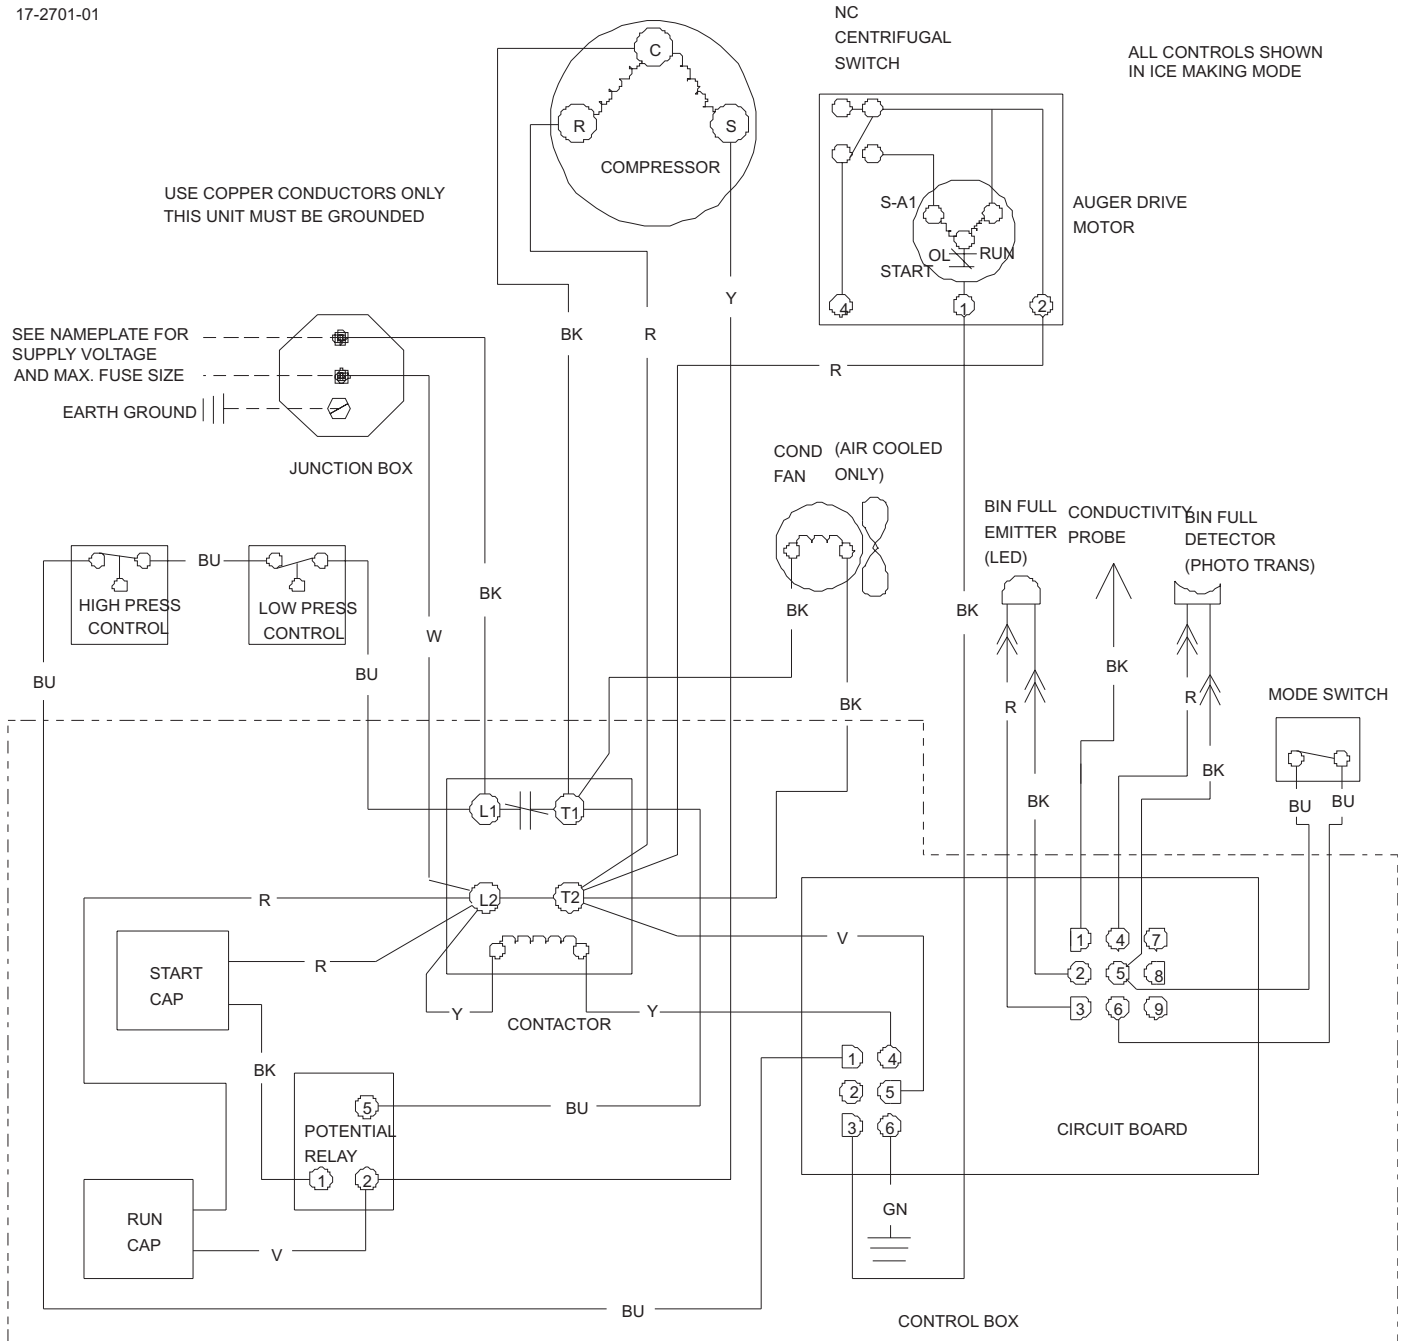 17-2701-01
NC
CENTRIFUGAL
SWITCH
ALL CONTROLS SHOWN
IN ICE MAKING MODE
C
R
S
COMPRESSOR
USE COPPER CONDUCTORS ONLY
THIS UNIT MUST BE GROUNDED
S-A1
OL
RUN
START
4
1
2
AUGER DRIVE
MOTOR
Y
BK
R
R
SEE NAMEPLATE FOR
SUPPLY VOLTAGE
AND MAX. FUSE SIZE
EARTH GROUND
JUNCTION BOX
COND
FAN
(AIR COOLED
ONLY)
BIN FULL
EMITTER
(LED)
CONDUCTIVITY
PROBE
BIN FULL
DETECTOR
(PHOTO TRANS)
BU
HIGH PRESS
CONTROL
LOW PRESS
CONTROL
BK
W
BK
BK
BU
BU
BK
BK
R
R
MODE SWITCH
BK
BK
BU
BU
L1
T1
L2
T2
R
R
V
START
CAP
Y
Y
CONTACTOR
BK
1
4
7
2
5
8
3
6
9
1
4
2
5
3
6
5
POTENTIAL
RELAY
1
2
BU
CIRCUIT BOARD
RUN
CAP
V
GN
BU
CONTROL BOX